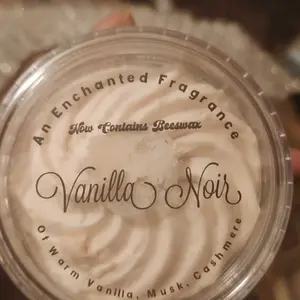 An Enchanted Fragrance
Now Contains Beeswax
Vanilla Noir
Of Warm Vanilla, Musk, Cashmere